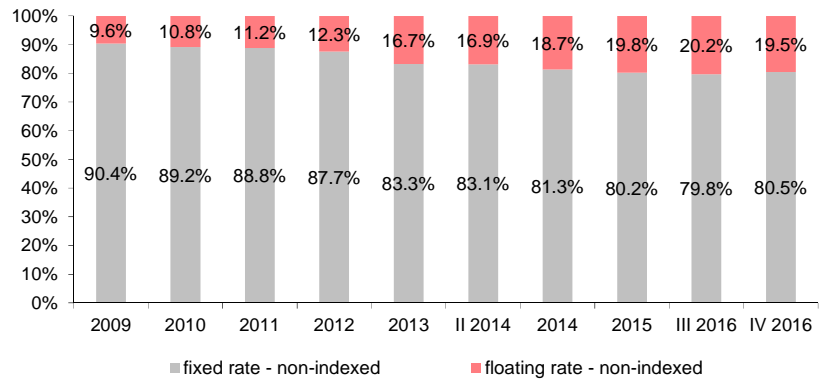 100%
90%
80%
70%
60%
50%
40%
30%
20%
10%
0%
9.6% 10.8% 11.2% 12.3% 16.7% 16.9% 18.7% 19.8% 20.2% 19.5%
90.4% 89.2% 88.8% 87.7% 83.3% 83.1% 81.3% 80.2% 79.8% 80.5%
2009 2010 2011 2012 2013 II 2014 2014 2015 III 2016 IV 2016
fixed rate - non-indexed floating rate - non-indexed